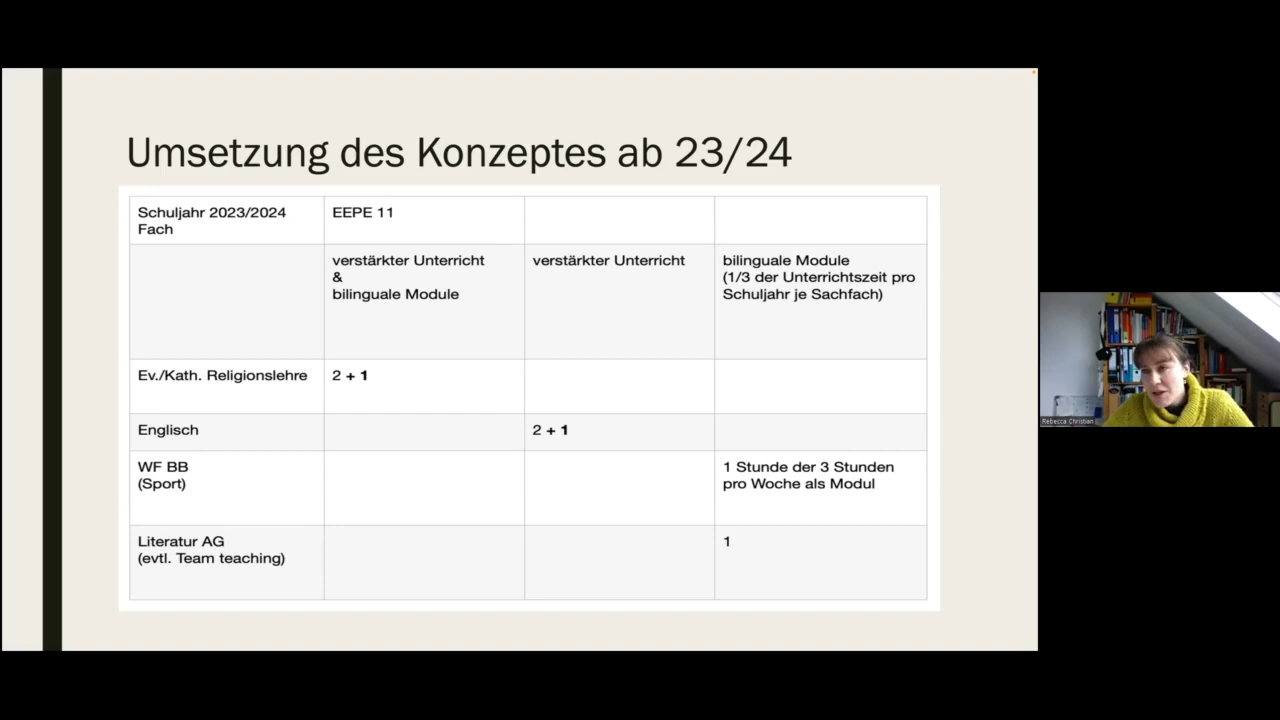 Umsetzung des Konzeptes ab 23/24
Schuljahr 2023/2024
Fach
EEPE 11
verstärkter Unterricht
&
bilinguale Module
verstärkter Unterricht
bilinguale Module
(1/3 der Unterrichtszeit pro
Schuljahr je Sachfach)
Ev./Kath. Religionslehre
2 + 1
Englisch
2 + 1
WF BB
(Sport)
1 Stunde der 3 Stunden
pro Woche als Modul
Literatur AG
(evtl. Team teaching)
1
Rebecca Christian